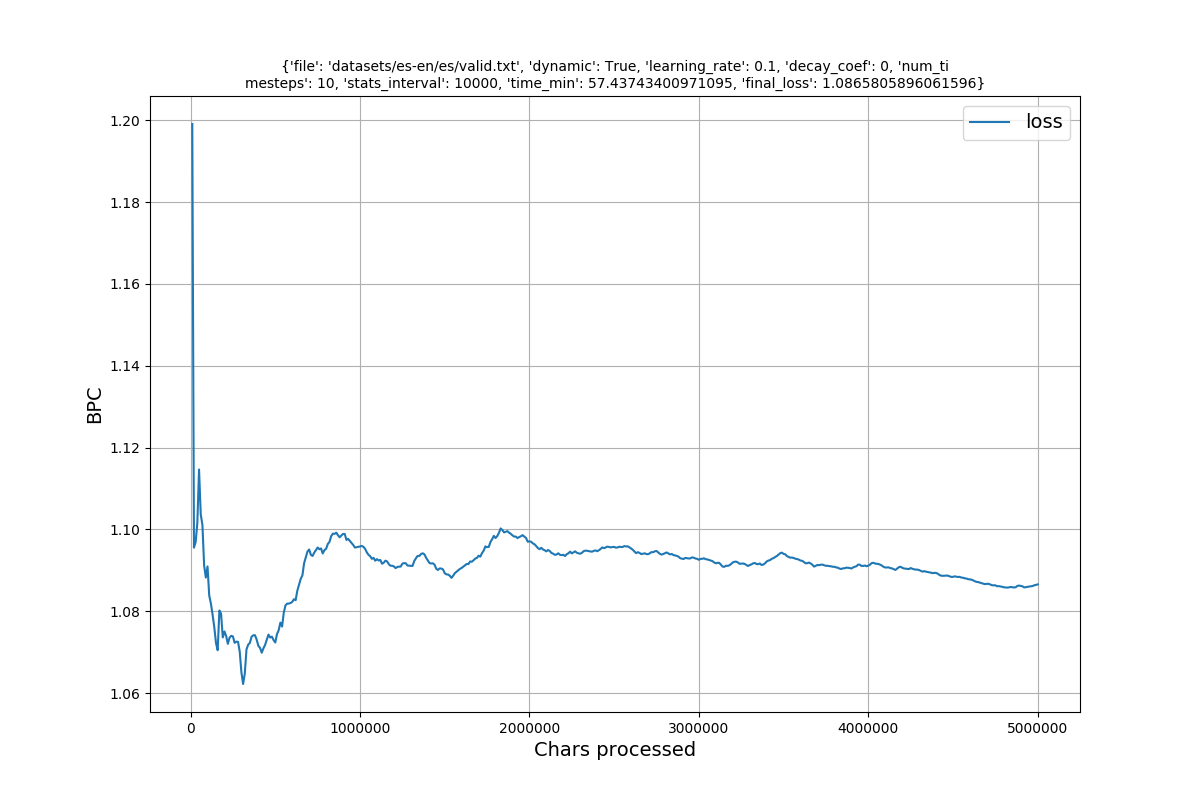 {'file': 'datasets/es-en/es/valid.txt', 'dynamic': True, 'learning_rate': 0.1, 'decay_coef': 0, 'num_ti
mesteps': 10, 'stats_interval': 10000, 'time_min': 57.43743400971095, 'final_loss': 1.0865805896061596}
loss
1.20
1.18
1.16
1.14
1.12
1.10
1.08
1.06
BPC
0 1000000 2000000 3000000 4000000 5000000
Chars processed